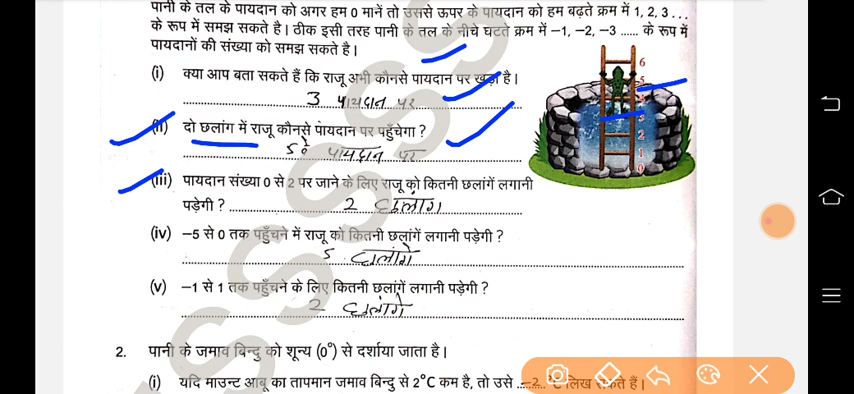 पानी के तल के पायदान को अगर हम 0 मानें तो उससे ऊपर के पायदान को हम बढ़ते क्रम में 1, 2, 3 . . .
के रूप में समझ सकते है। ठीक इसी तरह पानी के तल के नीचे घटते क्रम में –1, –2, –3 ...... के रूप में
पायदानों की संख्या को समझ सकते है।
(i) क्या आप बता सकते हैं कि राजू अभी कौनसे पायदान पर खड़ा है।
3 पायदान पर
(ii) दो छलांग में राजू कौनसे पायदान पर पहुँचेगा ?
5 वे पायदान पर
(iii) पायदान संख्या 0 से 2 पर जाने के लिए राजू को कितनी छलांगें लगानी
पड़ेगी ? 2 छलांग
(iv) –5 से 0 तक पहुँचने में राजू को कितनी छलांगें लगानी पड़ेगी ?
5 छलांगे
(v) –1 से 1 तक पहुँचने के लिए कितनी छलांगें लगानी पड़ेगी ?
2 छलांगे
2. पानी के जमाव बिन्दु को शून्य (0°) से दर्शाया जाता है।
(i) यदि माउन्ट आबू का तापमान जमाव बिन्दु से 2°C कम है, तो उसे –2 °C लिख सकते हैं।
6
5
3
2
1
0